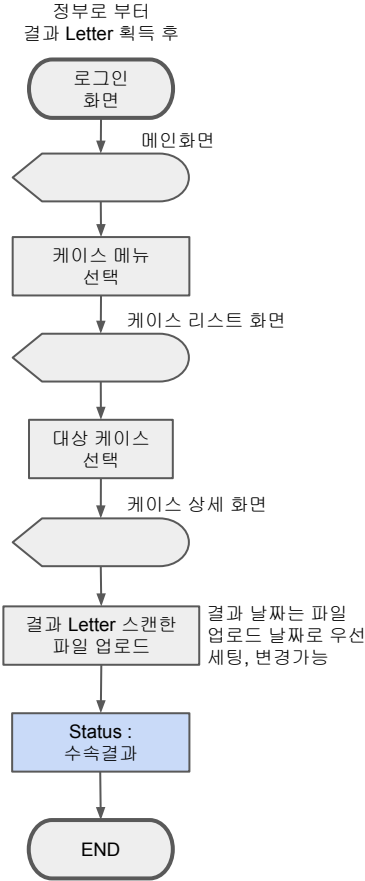 정부로 부터
결과 Letter 획득 후
로그인
화면
메인화면
케이스 메뉴
선택
케이스 리스트 화면
대상 케이스
선택
케이스 상세 화면
결과 Letter 스캔한
파일 업로드
결과 날짜는 파일
업로드 날짜로 우선
세팅, 변경가능
Status :
수속결과
END